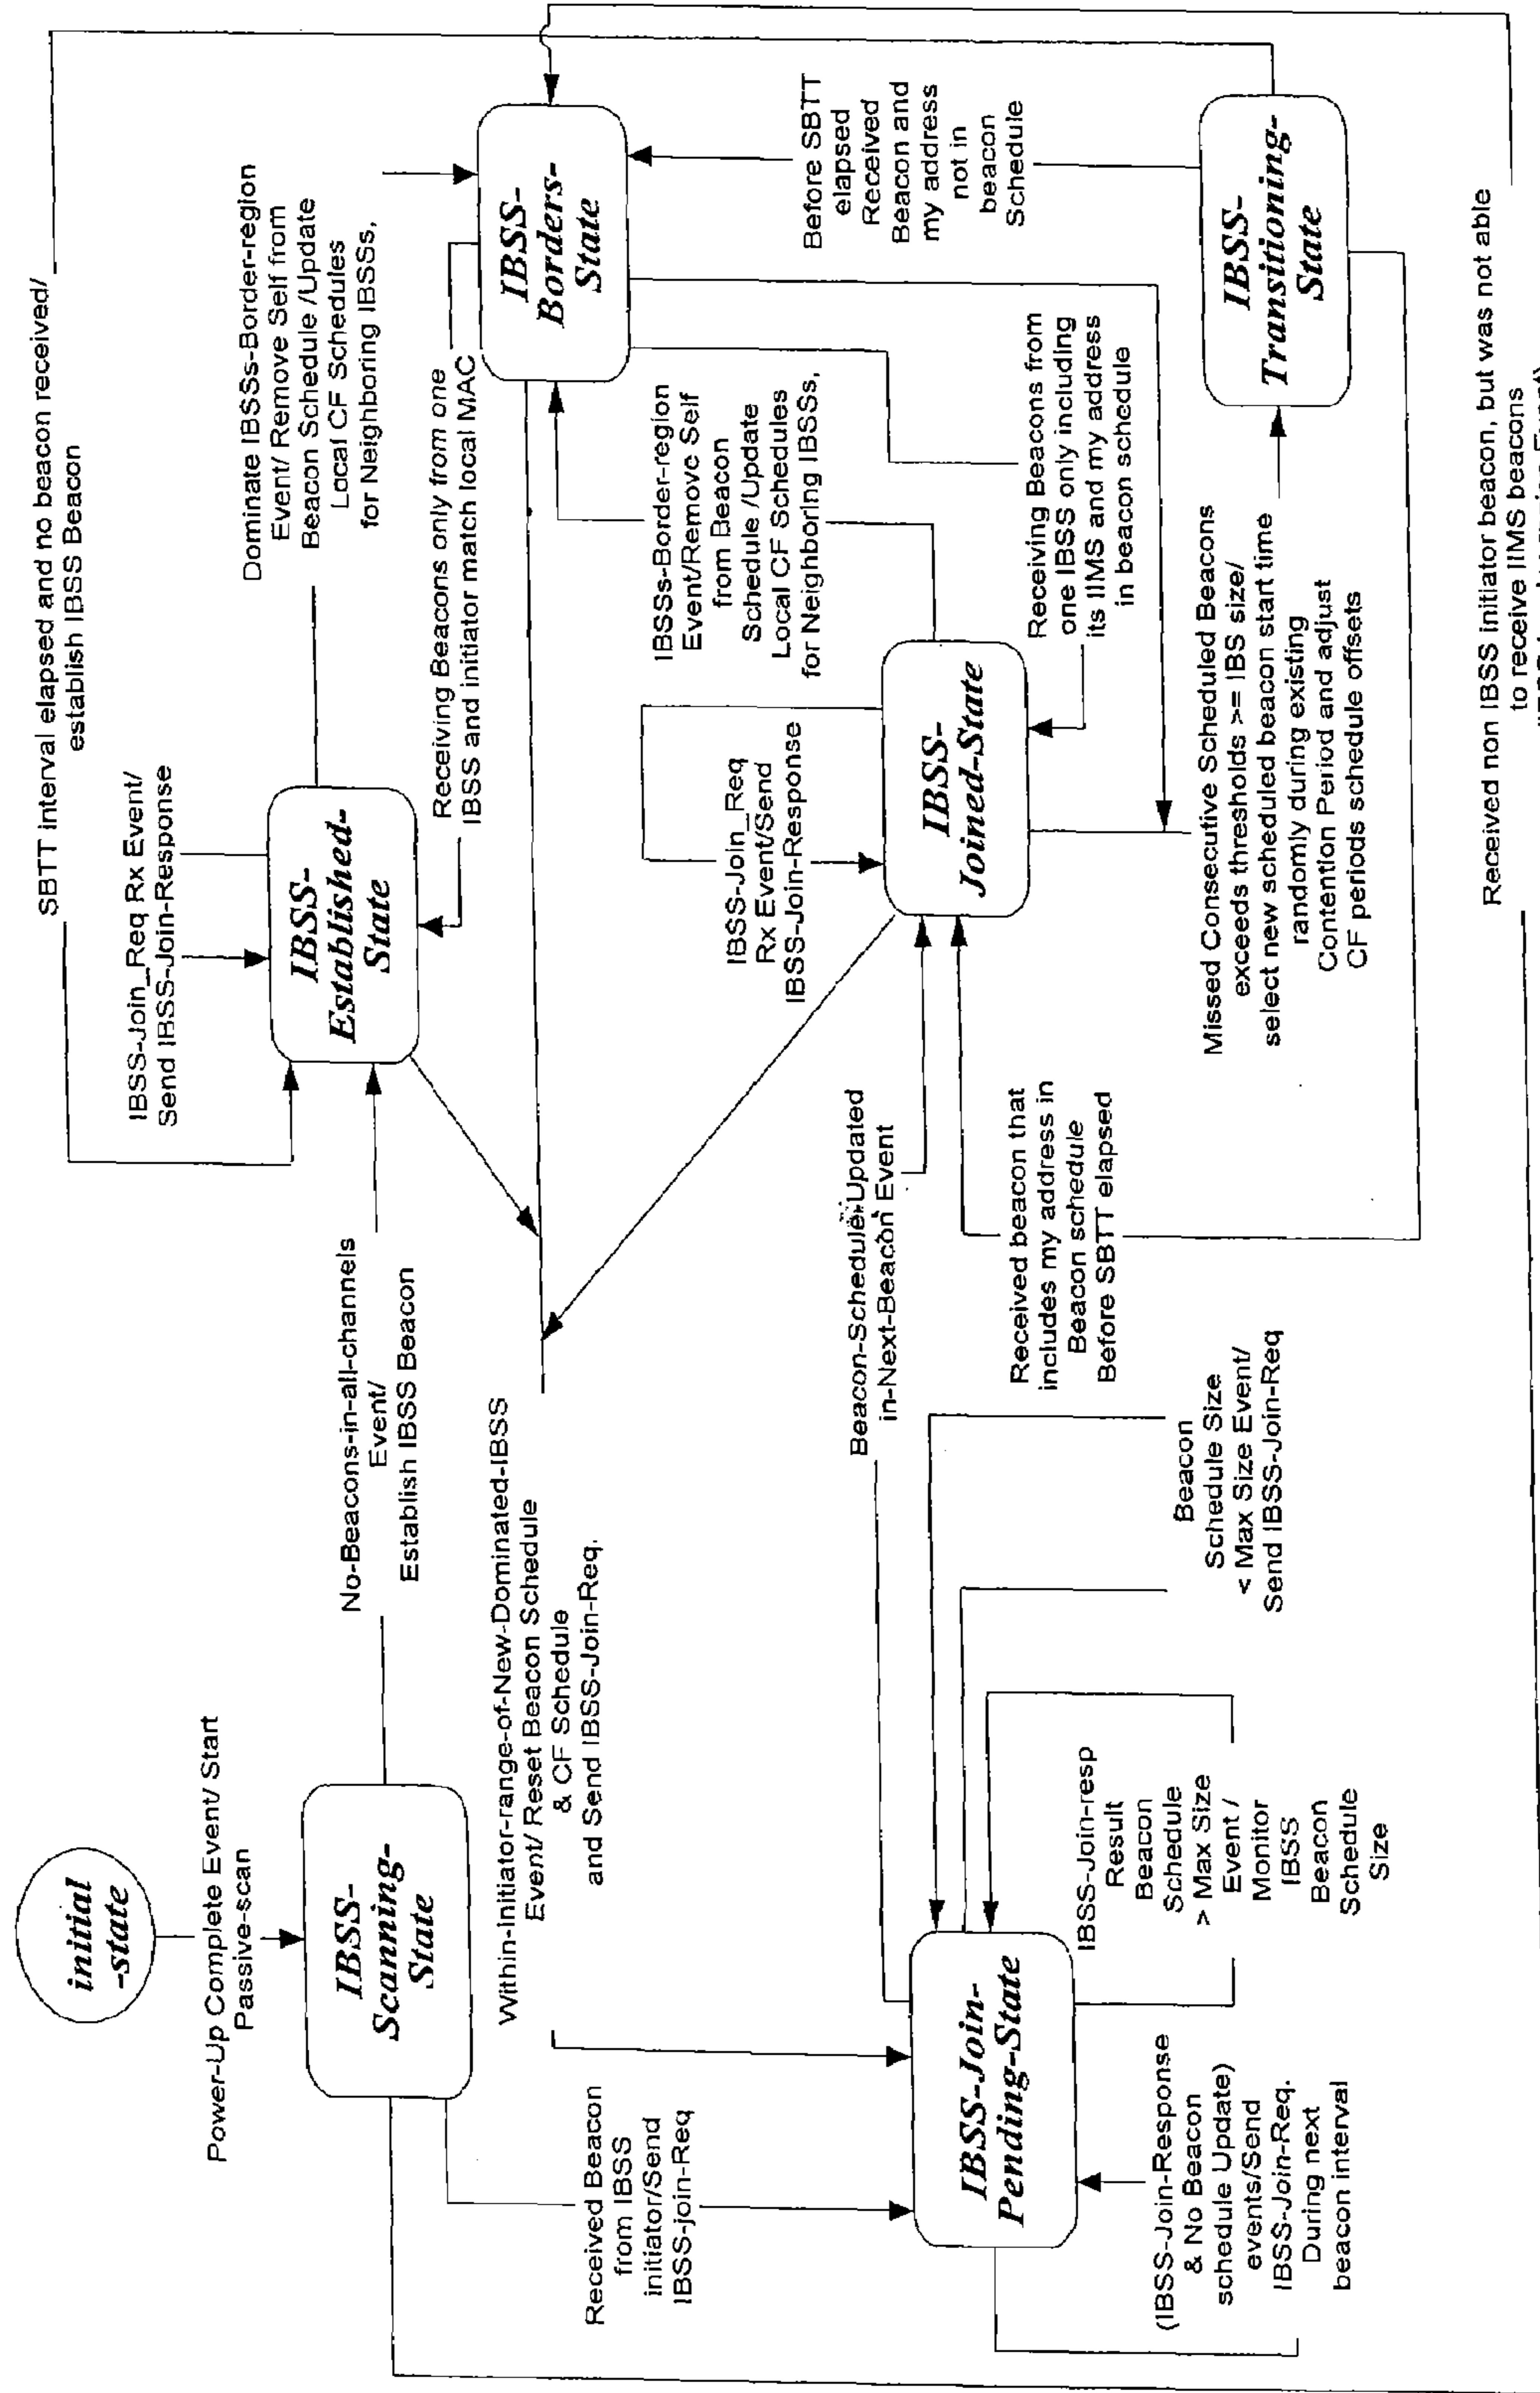 initial
-state
Power-Up Complete Event/ Start
Passive-scan
IBSS-
Scanning-
State
No-Beacons-in-all-channels
Event/
Establish IBSS Beacon
SBTT interval elapsed and no beacon received/
establish IBSS Beacon
IBSS-Join_Req Rx Event/
Send IBSS-Join-Response
IBSS-
Established-
State
Dominate IBSSs-Border-region
Event/ Remove Self from
Beacon Schedule /Update
Local CF Schedules
for Neighboring IBSSs,
Receiving Beacons only from one
IBSS and initiator match local MAC
IBSS-
Borders-
State
Within-Initiator-range-of-New-Dominated-IBSS
Event/ Reset Beacon Schedule
& CF Schedule
and Send IBSS-Join-Req.
Received Beacon
from IBSS
initiator/Send
IBSS-join-Req
IBSSs-Border-region
Event/Remove Self
from Beacon
Schedule /Update
Local CF Schedules
for Neighboring IBSSs,
Before SBTT
elapsed
Received
Beacon and
my address
not in
beacon
Schedule
IBSS-Join_Req
Rx Event/Send
IBSS-Join-Response
IBSS-
Joined-State
Beacon-Schedule-Updated
in-Next-Beacon Event
Receiving Beacons from
one IBSS only including
its IIMS and my address
in beacon schedule
IBSS-Join-
Pending-State
Received beacon that
includes my address in
Beacon schedule
Before SBTT elapsed
IBSS-Join-resp
Result
Beacon
Schedule
> Max Size
Event /
Monitor
IBSS
Beacon
Schedule
Size
Beacon
Schedule Size
< Max Size Event/
Send IBSS-Join-Req
(IBSS-Join-Response
& No Beacon
schedule Update)
events/Send
IBSS-Join-Req.
During next
beacon interval
Missed Consecutive Scheduled Beacons
exceeds thresholds >= IBS size/
select new scheduled beacon start time
randomly during existing
Contention Period and adjust
CF periods schedule offsets
IBSS-
Transitioning-
State
Received non IBSS initiator beacon, but was not able
to receive IIMS beacons